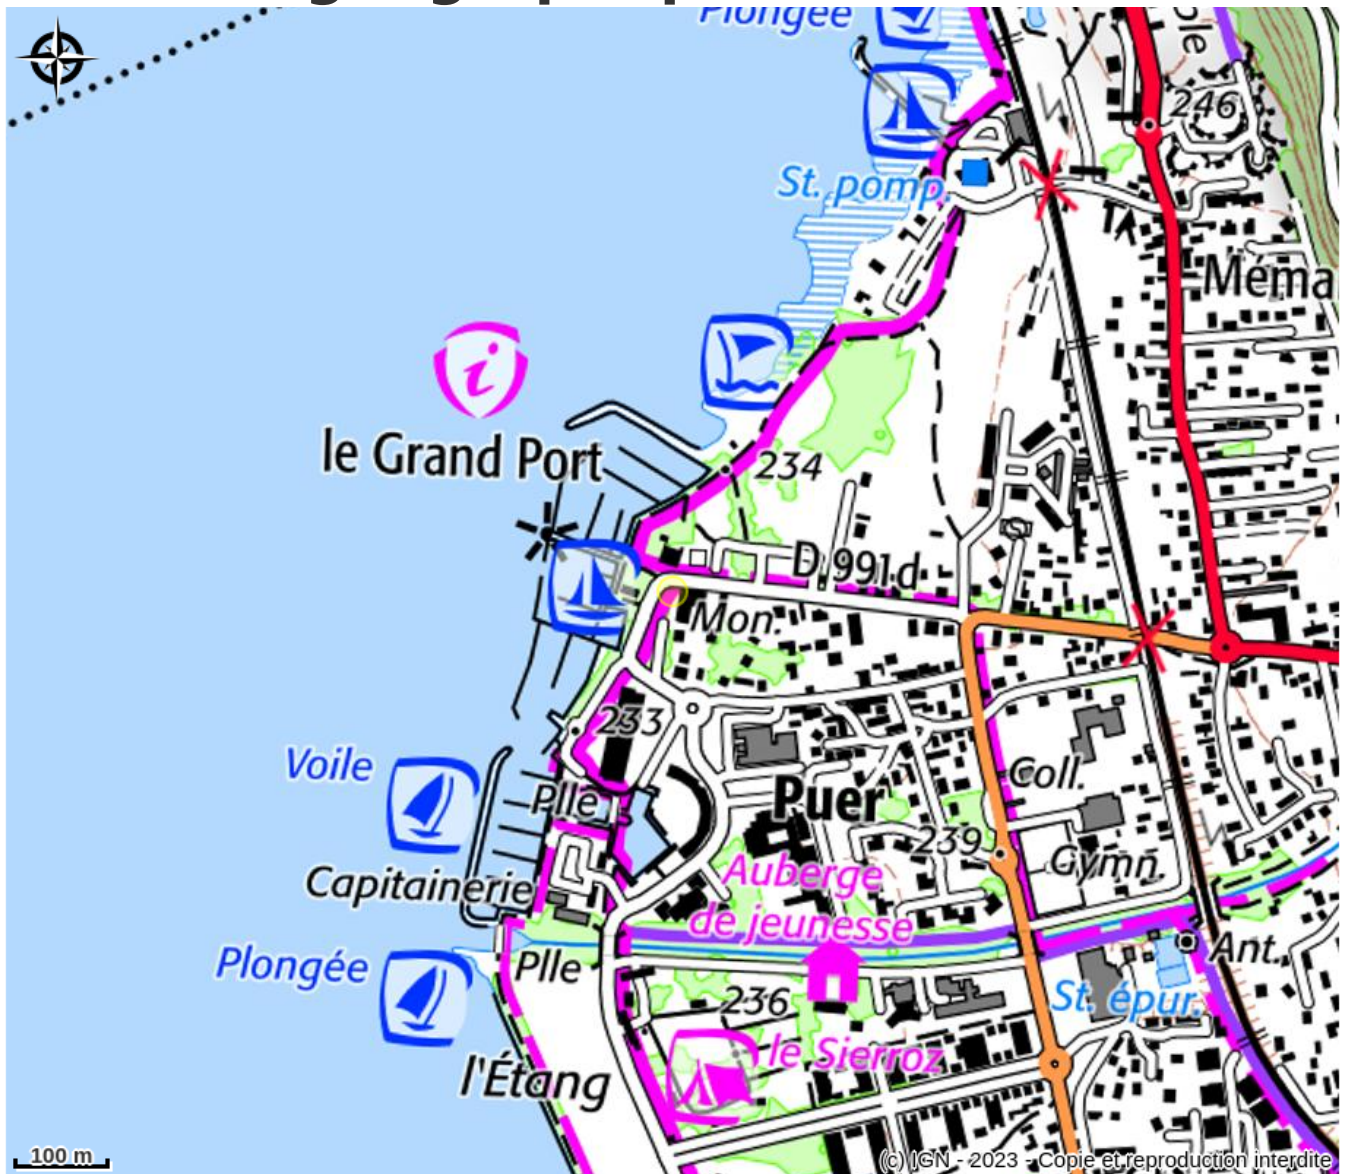 Plongée
246
St. pomp.
Méma
le Grand Port
234
D 991d
Mon.
233
Voile
Plle
Puer
Coll.
239
Gymn.
Capitainerie
Auberge
de jeunesse
Plongée
Plle
Ant.
236
St. épur.
le Sierroz
l'Étang
100 m
(c) IGN - 2023 - Copie et reproduction interdite